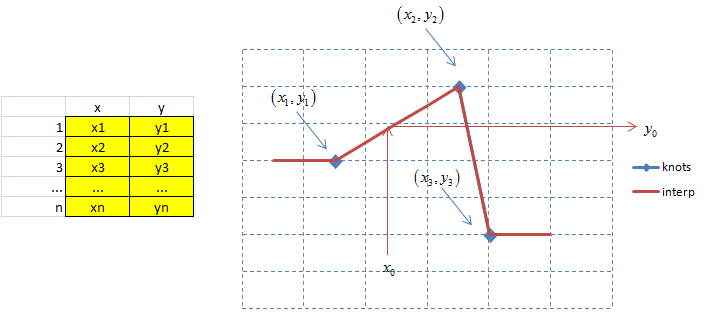 x y
1 x1 y1
2 x2 y2
3 x3 y3
... ... ...
n xn yn
(x₂, y₂)
(x₁, y₁)
y₀
(x₃, y₃)
knots
interp
x₀